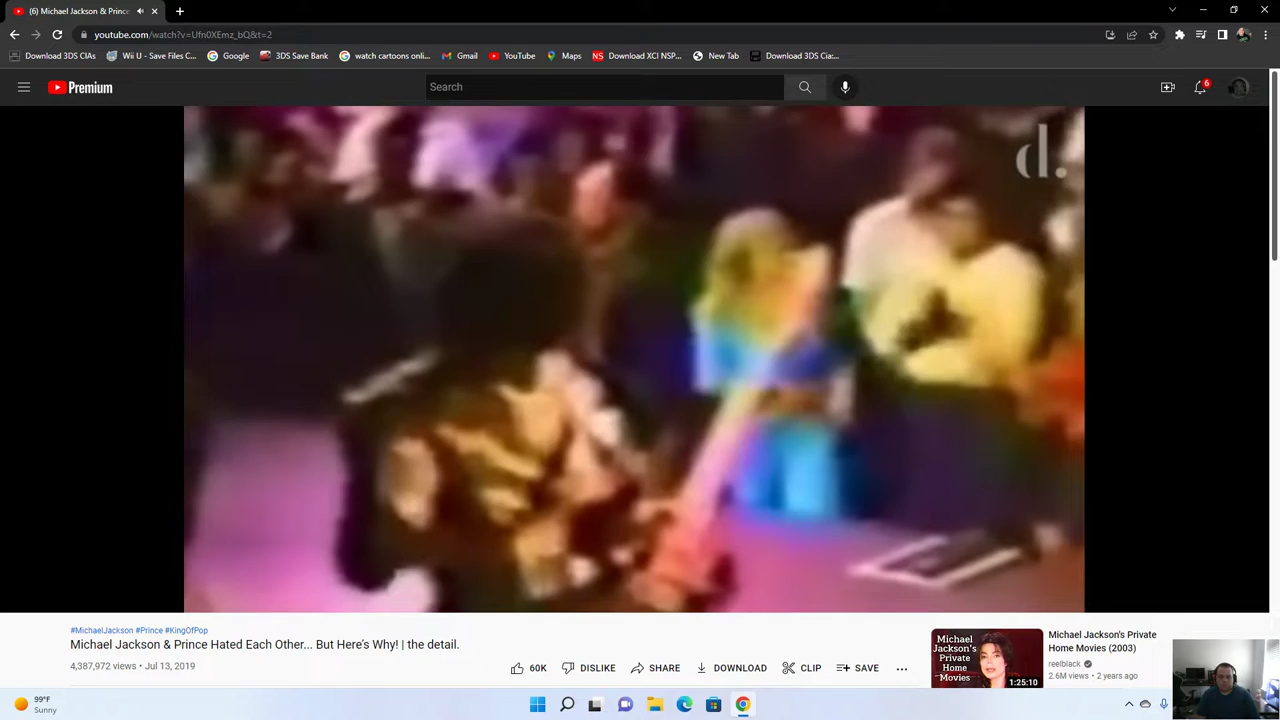 (6) Michael Jackson & Prince
youtube.com/watch?v=Ufn0XEmz_bQ&t=2
Download 3DS CIAs
Wii U - Save Files C...
Google
3DS Save Bank
watch cartoons onli...
Gmail
YouTube
Maps
NS
Download XCI NSP...
New Tab
Download 3DS Cia:...
Premium
Search
6
d.
#MichaelJackson #Prince #KingOfPop
Michael Jackson & Prince Hated Each Other... But Here's Why! | the detail.
4,387,972 views • Jul 13, 2019
60K
DISLIKE
SHARE
DOWNLOAD
CLIP
SAVE
Michael
Jackson's
Private
Home
Movies
1:25:10
Michael Jackson's Private
Home Movies (2003)
reelblack
2.6M views • 2 years ago
99°F
Sunny